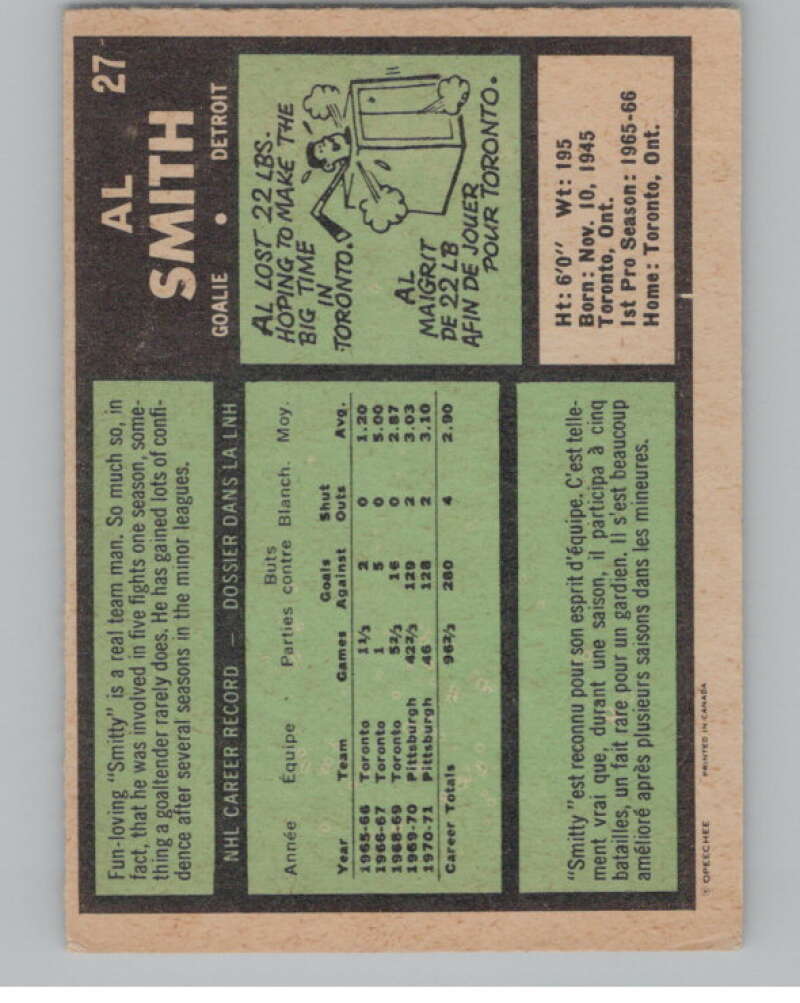 27
AL
SMITH
GOALIE • DETROIT
Fun-loving "Smitty" is a real team man. So much so, in
fact, that he was involved in five fights one season, some-
thing a goaltender rarely does. He has gained lots of confi-
dence after several seasons in the minor leagues.
AL LOST 22 LBS.
HOPING TO MAKE THE
BIG TIME
IN
TORONTO.
AL
MAIGRIT
DE 22 LB
AFIN DE JOUER
POUR TORONTO.
NHL CAREER RECORD — DOSSIER DANS LA LNH
Buts
Année Équipe Parties contre Blanch. Moy.
Goals Shut
Year Team Games Against Outs Avg.
1965-66 Toronto 1⅓ 2 0 1.20
1966-67 Toronto 1 5 0 5.00
1968-69 Toronto 5⅔ 16 0 2.87
1969-70 Pittsburgh 42⅔ 129 2 3.03
1970-71 Pittsburgh 46 128 2 3.10
Career Totals 96⅔ 280 4 2.90
Ht: 6'0" Wt: 195
Born: Nov. 10, 1945
Toronto, Ont.
1st Pro Season: 1965-66
Home: Toronto, Ont.
"Smitty" est reconnu pour son esprit d'équipe. C'est telle-
ment vrai que, durant une saison, il participa à cinq
batailles, un fait rare pour un gardien. Il s'est beaucoup
amélioré après plusieurs saisons dans les mineures.
© OPEECHEE PRINTED IN CANADA